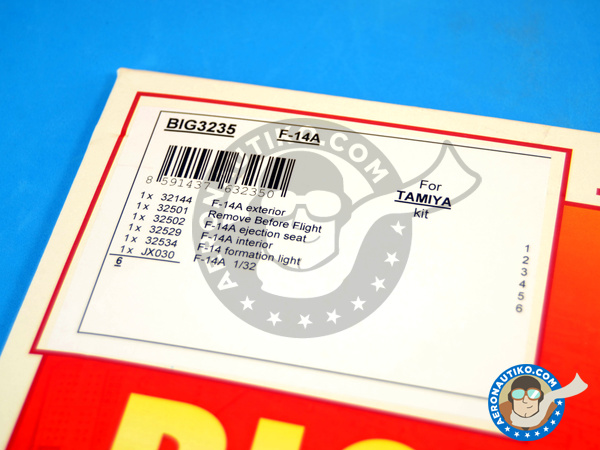 BIG3235 F-14A
8 591437 632350
For
TAMIYA
kit
1x 32144 F-14A exterior
1x 32501 Remove Before Flight
1x 32502 F-14A ejection seat
1x 32529 F-14A interior
1x 32534 F-14 formation light
1x JX030 F-14A 1/32
6
1
2
3
4
5
6
AERONAUTIKO.COM
AERONAUTIKO.COM